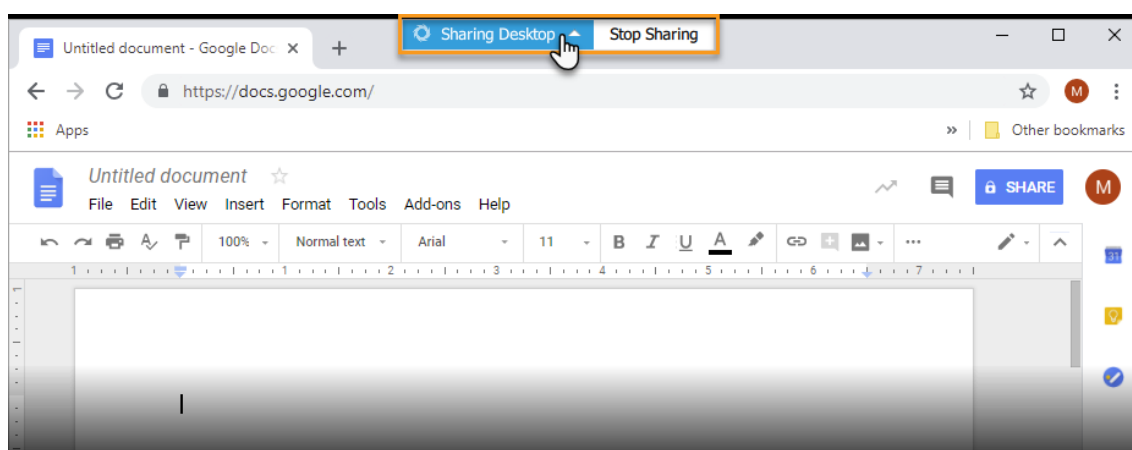 Sharing Desktop Stop Sharing
Untitled document - Google Doc
https://docs.google.com/
M
Apps
Other bookmarks
Untitled document
File Edit View Insert Format Tools Add-ons Help
SHARE
M
100% Normal text Arial 11 B I U A
1 1 2 3 4 5 6 7
31
1